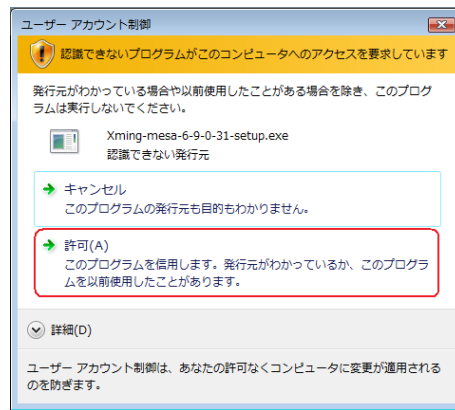 ユーザー アカウント制御
認識できないプログラムがこのコンピュータへのアクセスを要求しています
発行元がわかっている場合や以前使用したことがある場合を除き、このプログ
ラムは実行しないでください。
Xming-mesa-6-9-0-31-setup.exe
認識できない発行元
キャンセル
このプログラムの発行元も目的もわかりません。
許可(A)
このプログラムを信用します。発行元がわかっているか、このプログラ
ムを以前使用したことがあります。
詳細(D)
ユーザー アカウント制御は、あなたの許可なくコンピュータに変更が適用される
のを防ぎます。